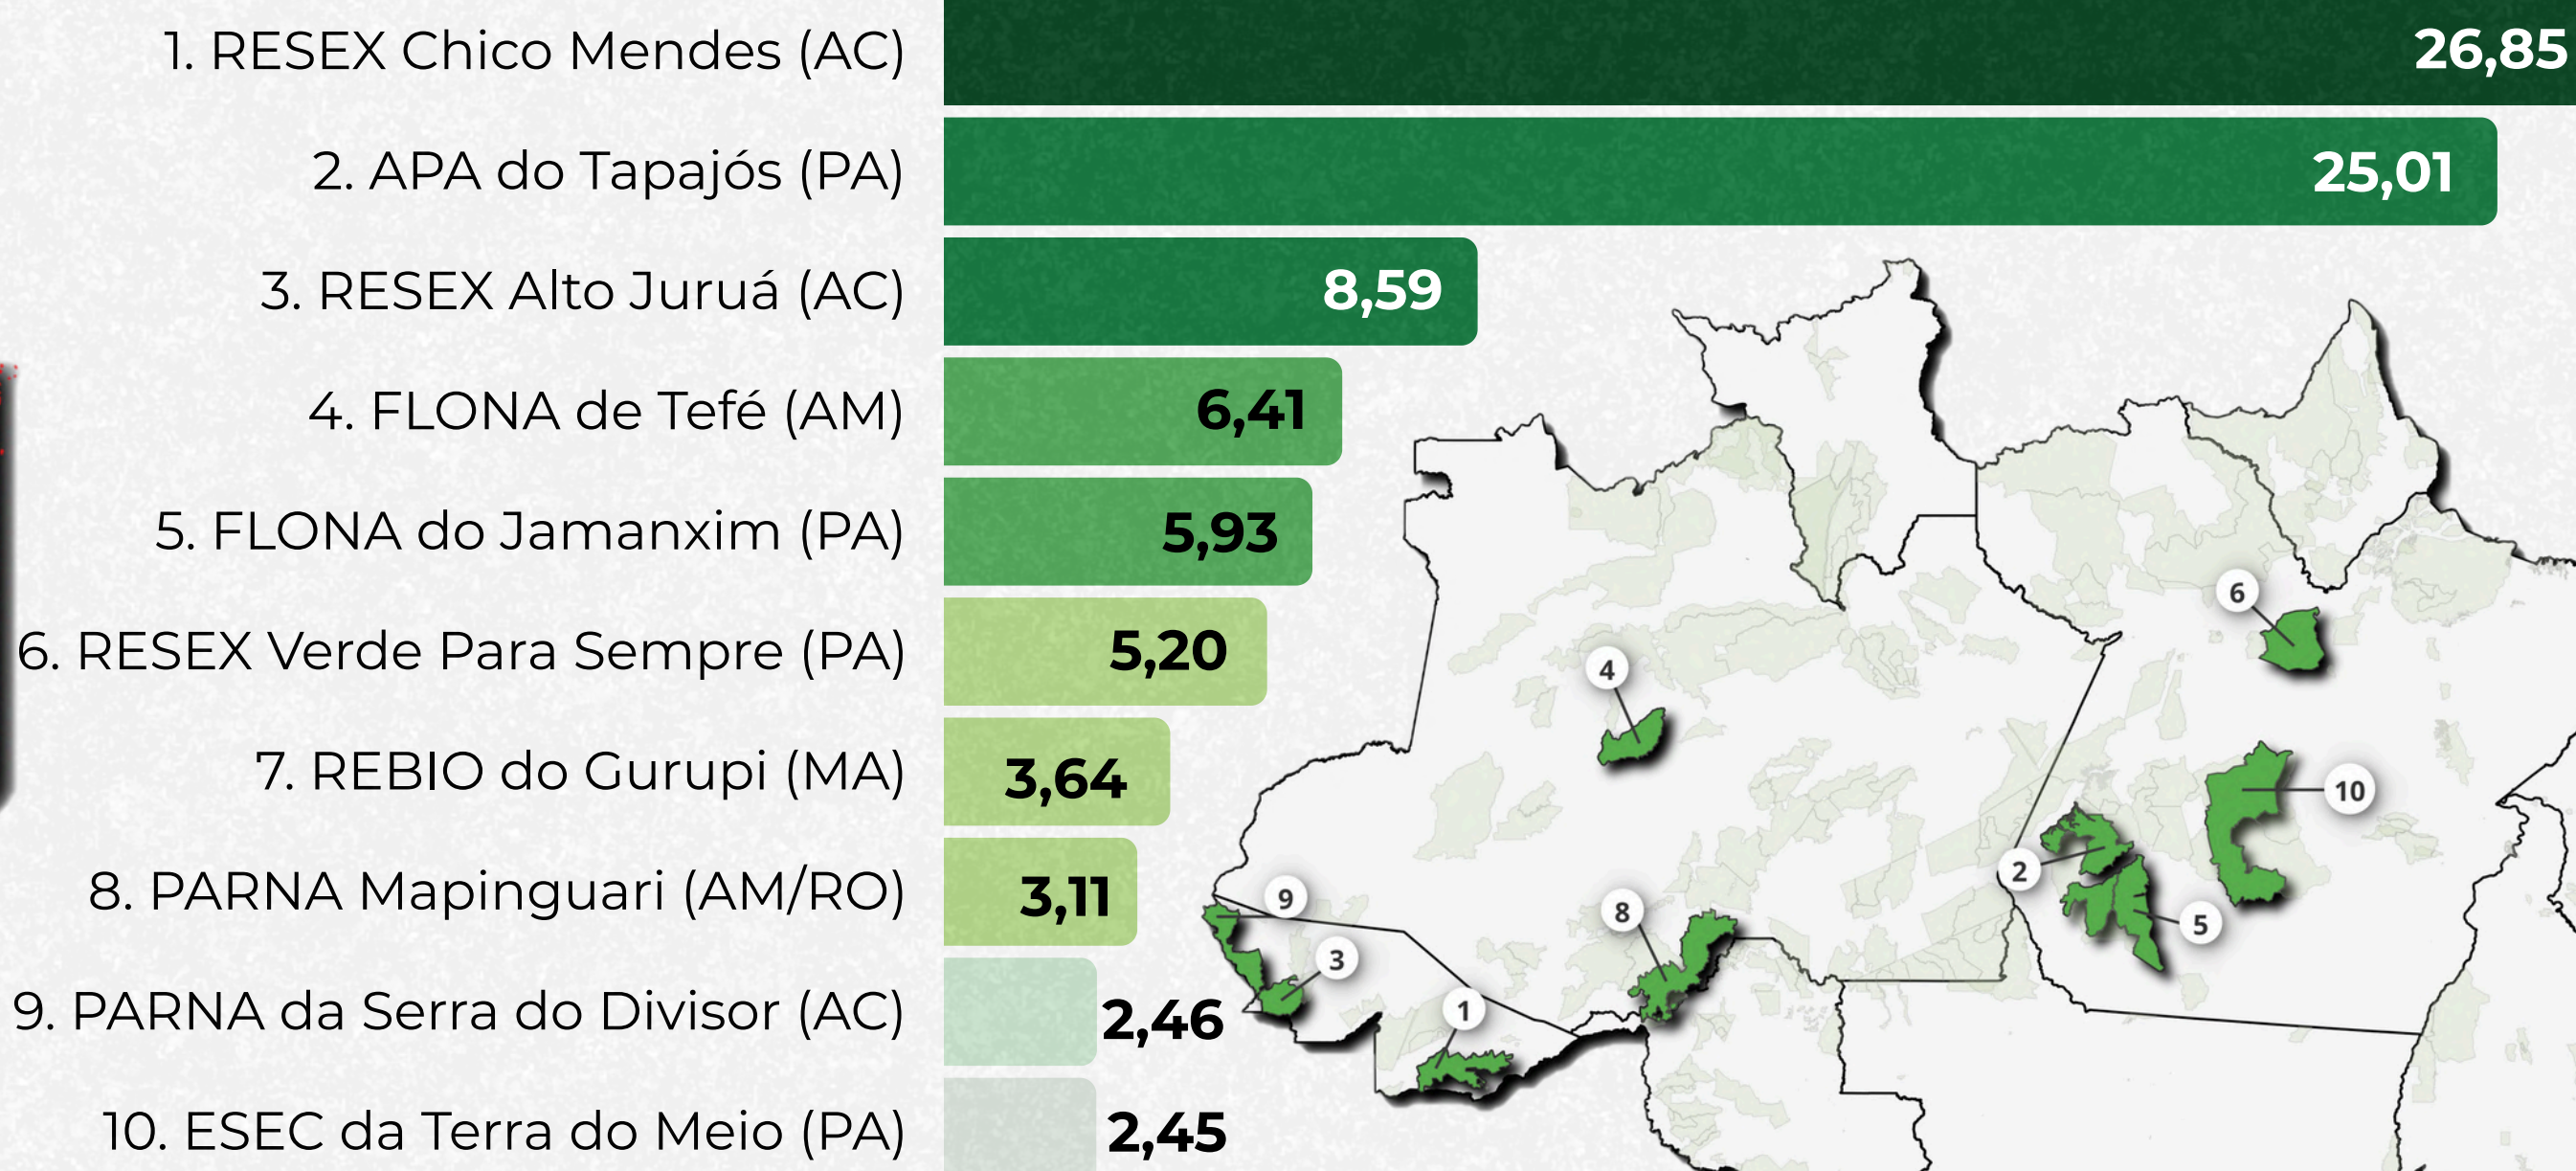 1. RESEX Chico Mendes (AC) 26,85
2. APA do Tapajós (PA) 25,01
3. RESEX Alto Juruá (AC) 8,59
4. FLONA de Tefé (AM) 6,41
5. FLONA do Jamanxim (PA) 5,93
6. RESEX Verde Para Sempre (PA) 5,20
7. REBIO do Gurupi (MA) 3,64
8. PARNA Mapinguari (AM/RO) 3,11
9. PARNA da Serra do Divisor (AC) 2,46
10. ESEC da Terra do Meio (PA) 2,45
6
4
10
2
9
8
5
3
1